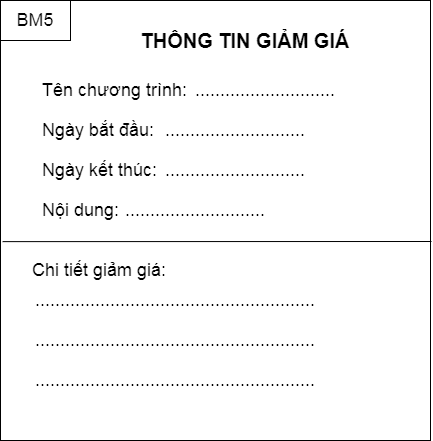 BM5
THÔNG TIN GIẢM GIÁ
Tên chương trình: ............................
Ngày bắt đầu: ............................
Ngày kết thúc: ............................
Nội dung: ............................
Chi tiết giảm giá:
........................................................
........................................................
........................................................